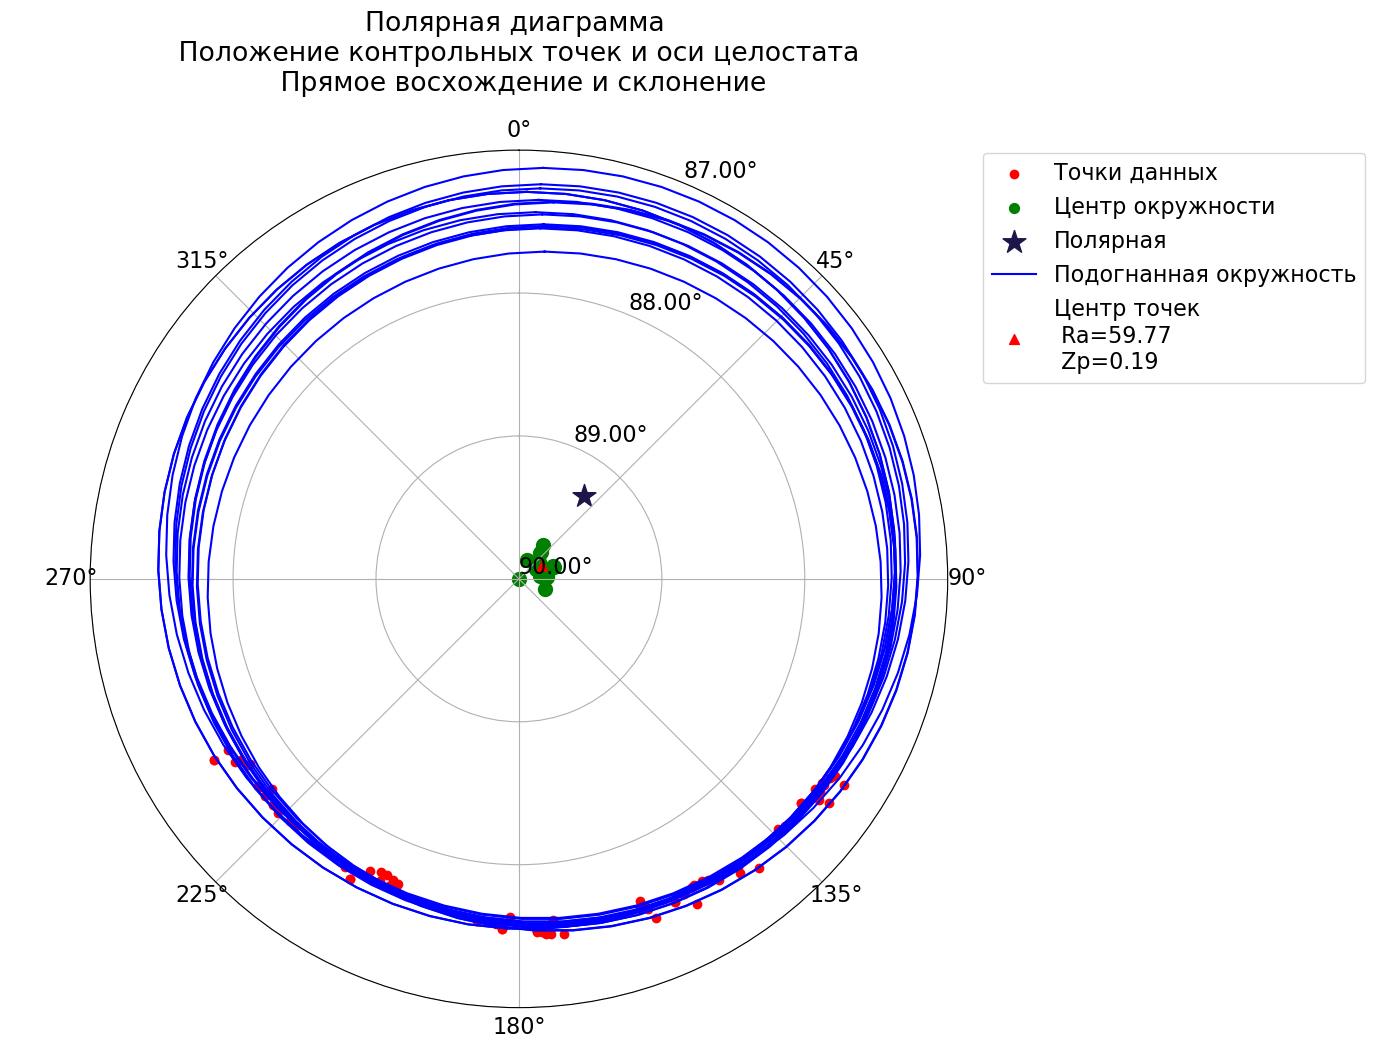 Полярная диаграмма
Положение контрольных точек и оси целостата
Прямое восхождение и склонение
0°
87.00°
315°
45°
88.00°
89.00°
90.00°
270°
90°
225°
135°
180°
Точки данных
Центр окружности
Полярная
Подогнанная окружность
Центр точек
Ra=59.77
Zp=0.19